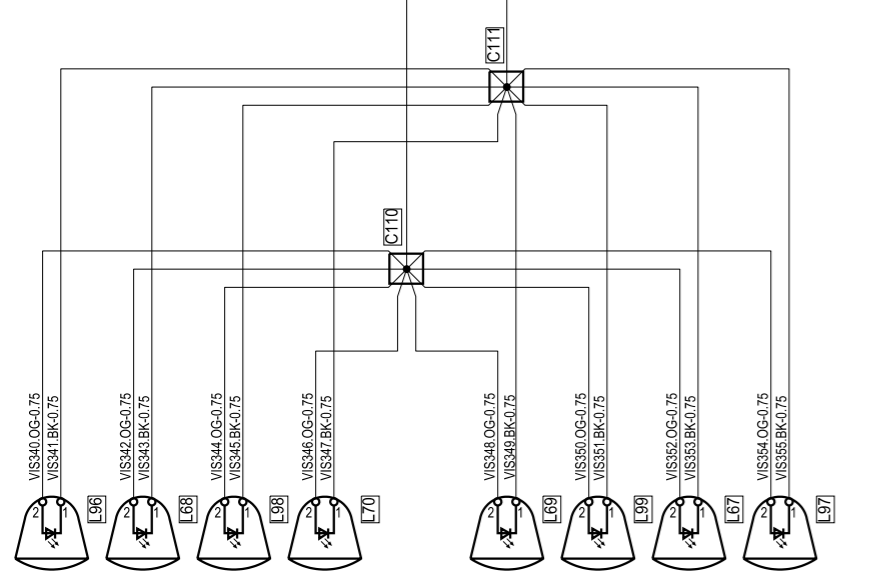 C111
C110
VIS340.OG-0.75
VIS341.BK-0.75
VIS342.OG-0.75
VIS343.BK-0.75
VIS344.OG-0.75
VIS345.BK-0.75
VIS346.OG-0.75
VIS347.BK-0.75
VIS348.OG-0.75
VIS349.BK-0.75
VIS350.OG-0.75
VIS351.BK-0.75
VIS352.OG-0.75
VIS353.BK-0.75
VIS354.OG-0.75
VIS355.BK-0.75
2 1 L96
2 1 L68
2 1 L98
2 1 L70
2 1 L69
2 1 L99
2 1 L67
2 1 L97